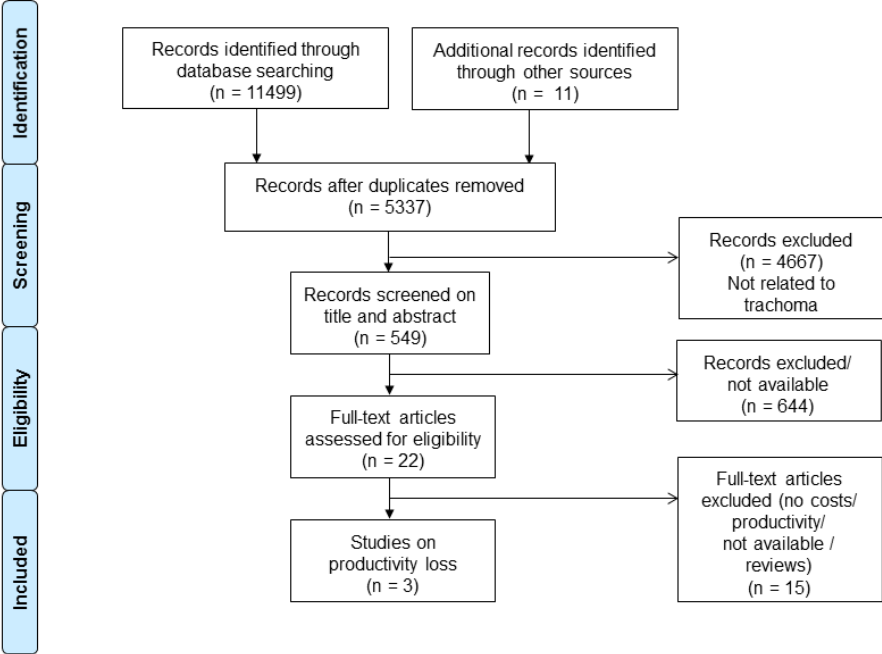 Identification
Records identified through
database searching
(n = 11499)
Additional records identified
through other sources
(n = 11)
Screening
Records after duplicates removed
(n = 5337)
Records excluded
(n = 4667)
Not related to
trachoma
Records screened on
title and abstract
(n = 549)
Eligibility
Records excluded/
not available
(n = 644)
Full-text articles
assessed for eligibility
(n = 22)
Full-text articles
excluded (no costs/
productivity/
not available /
reviews)
(n = 15)
Included
Studies on
productivity loss
(n = 3)